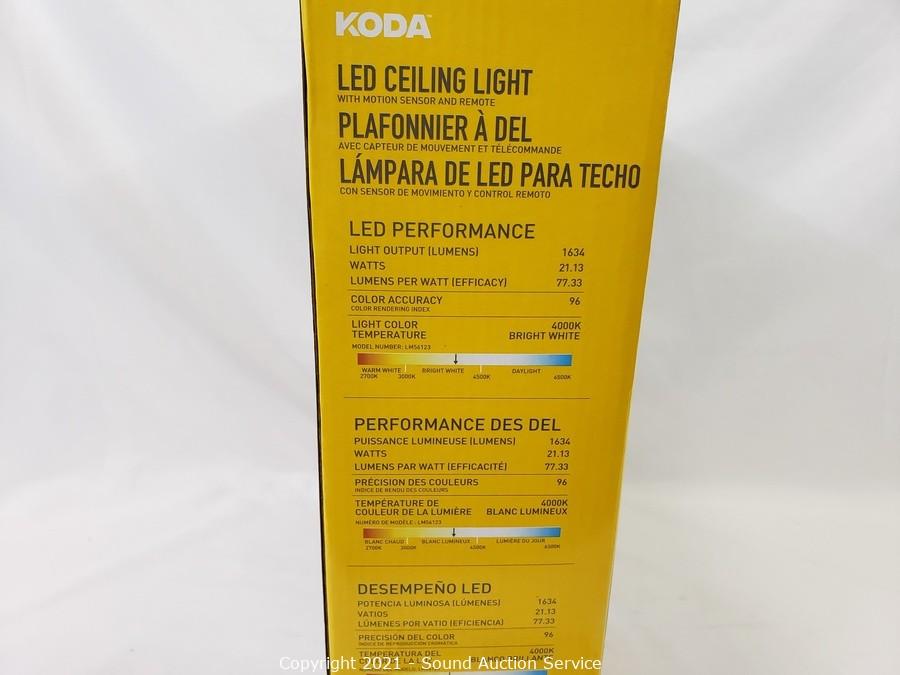 KODA™
LED CEILING LIGHT
WITH MOTION SENSOR AND REMOTE
PLAFONNIER À DEL
AVEC CAPTEUR DE MOUVEMENT ET TÉLÉCOMMANDE
LÁMPARA DE LED PARA TECHO
CON SENSOR DE MOVIMIENTO Y CONTROL REMOTO
LED PERFORMANCE
LIGHT OUTPUT (LUMENS) 1634
WATTS 21.13
LUMENS PER WATT (EFFICACY) 77.33
COLOR ACCURACY 96
COLOR RENDERING INDEX
LIGHT COLOR 4000K
TEMPERATURE BRIGHT WHITE
MODEL NUMBER: LM56123
WARM WHITE BRIGHT WHITE DAYLIGHT
2700K 3000K 4500K 6500K
PERFORMANCE DES DEL
PUISSANCE LUMINEUSE (LUMENS) 1634
WATTS 21.13
LUMENS PAR WATT (EFFICACITÉ) 77.33
PRÉCISION DES COULEURS 96
INDICE DE RENDU DES COULEURS
TEMPÉRATURE DE 4000K
COULEUR DE LA LUMIÈRE BLANC LUMINEUX
NUMÉRO DE MODÈLE : LM56123
BLANC CHAUD BLANC LUMINEUX LUMIÈRE DU JOUR
2700K 3000K 4500K 6500K
DESEMPEÑO LED
POTENCIA LUMINOSA (LÚMENES) 1634
VATIOS 21.13
LÚMENES POR VATIO (EFICIENCIA) 77.33
PRECISIÓN DEL COLOR 96
INDICE DE REPRODUCCIÓN CROMÁTICA
TEMPERATURA DEL 4000K
Copyright 2021 - Sound Auction Service